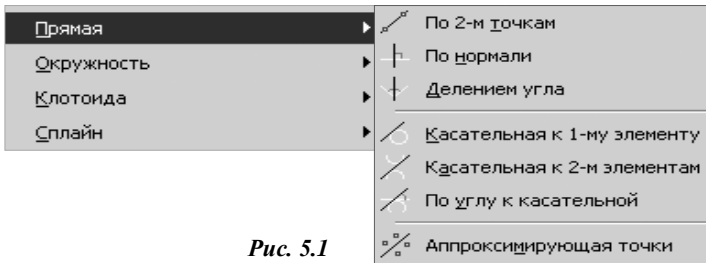 Прямая
Окружность
Клотоида
Сплайн
По 2-м точкам
По нормали
Делением угла
Касательная к 1-му элементу
Касательная к 2-м элементам
По углу к касательной
Аппроксимирующая точки
Рис. 5.1